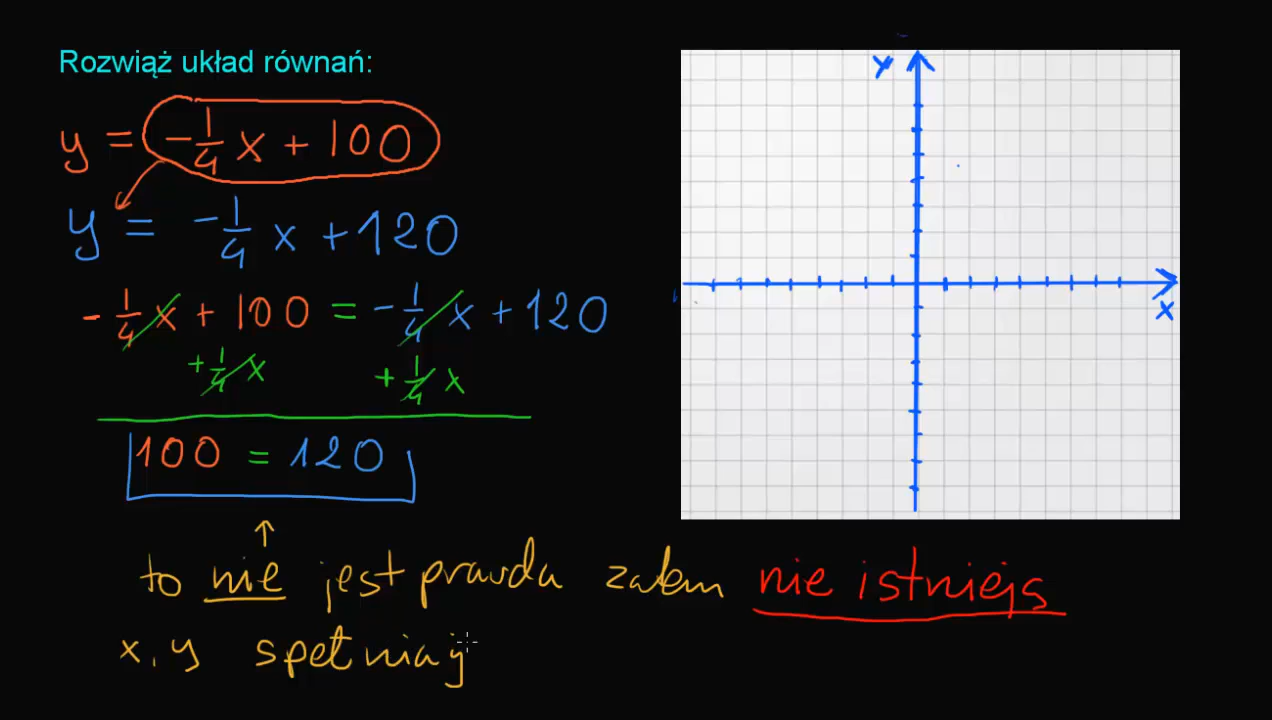 Rozwiąż układ równań:
y = -1/4 x + 100
y = -1/4 x + 120
- 1/4 x + 100 = - 1/4 x + 120
+ 1/4 x + 1/4 x
100 = 120
to nie jest prawda zatem nie istnieją
x, y spełniaj
y
x